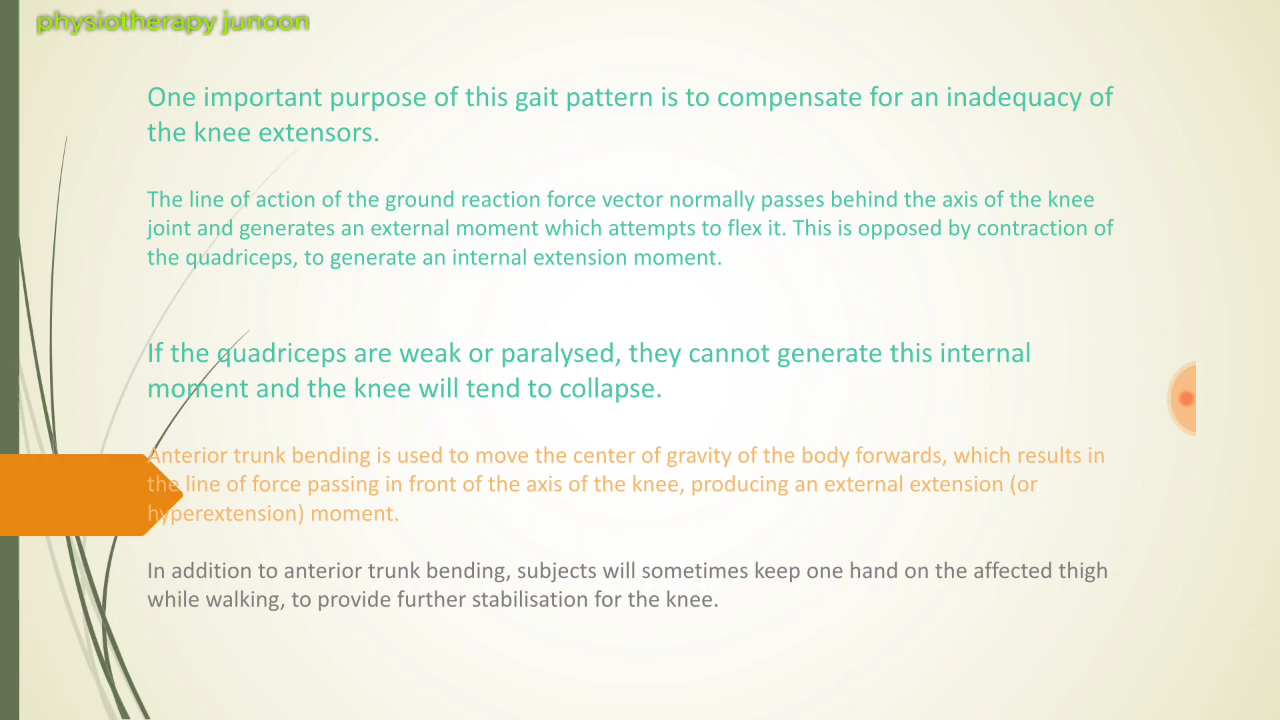 physiotherapy junoon
One important purpose of this gait pattern is to compensate for an inadequacy of
the knee extensors.
The line of action of the ground reaction force vector normally passes behind the axis of the knee
joint and generates an external moment which attempts to flex it. This is opposed by contraction of
the quadriceps, to generate an internal extension moment.
If the quadriceps are weak or paralysed, they cannot generate this internal
moment and the knee will tend to collapse.
Anterior trunk bending is used to move the center of gravity of the body forwards, which results in
the line of force passing in front of the axis of the knee, producing an external extension (or
hyperextension) moment.
In addition to anterior trunk bending, subjects will sometimes keep one hand on the affected thigh
while walking, to provide further stabilisation for the knee.